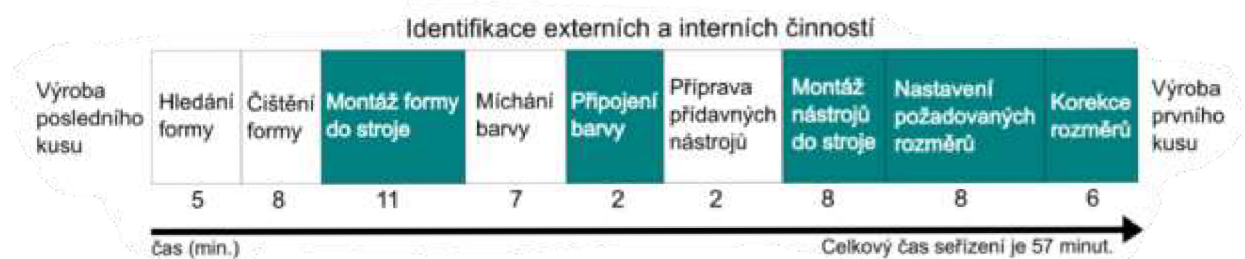 Identifikace externích a interních činností
Výroba
posledního
kusu
Hledání
formy
Čištění
formy
Montáž formy
do stroje
Míchání
barvy
Připojení
barvy
Příprava
přídavných
nástrojů
Montáž
nástrojů
do stroje
Nastavení
požadovaných
rozměrů
Korekce
rozměrů
Výroba
prvního
kusu
5
8
11
7
2
2
8
8
6
čas (min.)
Celkový čas seřízení je 57 minut.